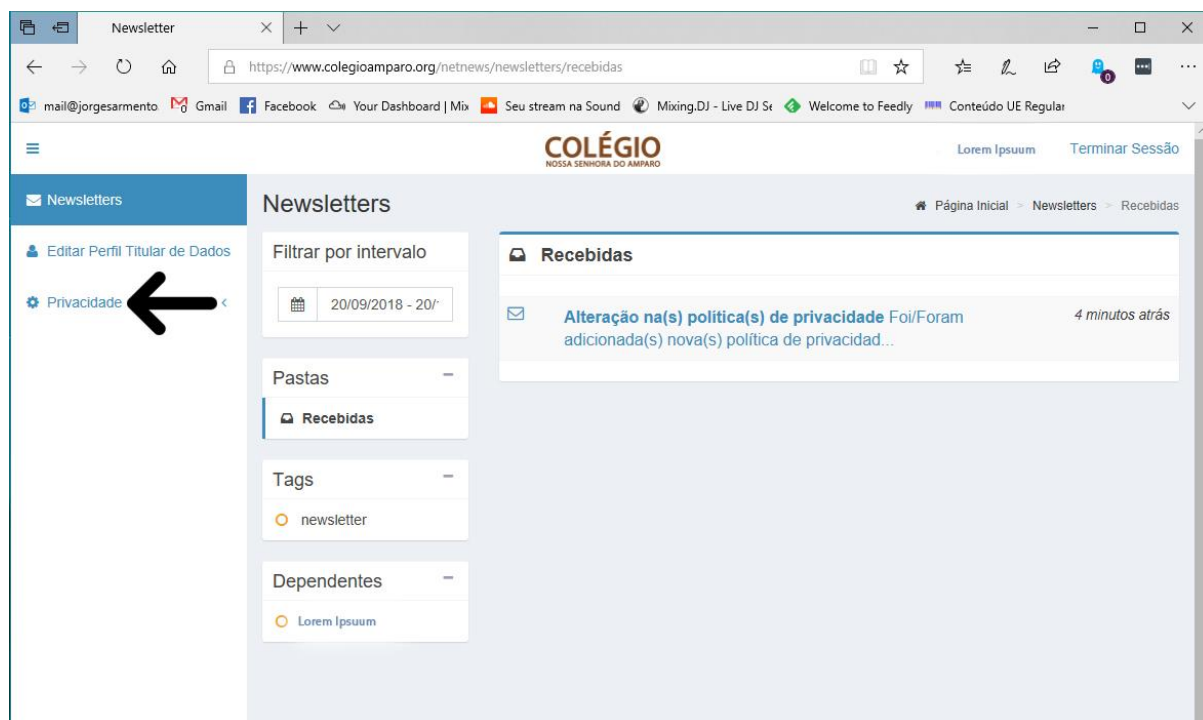 Newsletter
https://www.colegioamparo.org/netnews/newsletters/recebidas
0
mail@jorgesarmento Gmail Facebook Your Dashboard | Mix Seu stream na Sound Mixing.DJ - Live DJ Se Welcome to Feedly Conteúdo UE Regular
COLÉGIO
NOSSA SENHORA DO AMPARO
Lorem Ipsuum Terminar Sessão
Newsletters
Editar Perfil Titular de Dados
Privacidade
Newsletters
Página Inicial > Newsletters > Recebidas
Filtrar por intervalo
20/09/2018 - 20/
Pastas
Recebidas
Tags
newsletter
Dependentes
Lorem Ipsuum
Recebidas
Alteração na(s) politica(s) de privacidade Foi/Foram
adicionada(s) nova(s) política de privacidad...
4 minutos atrás